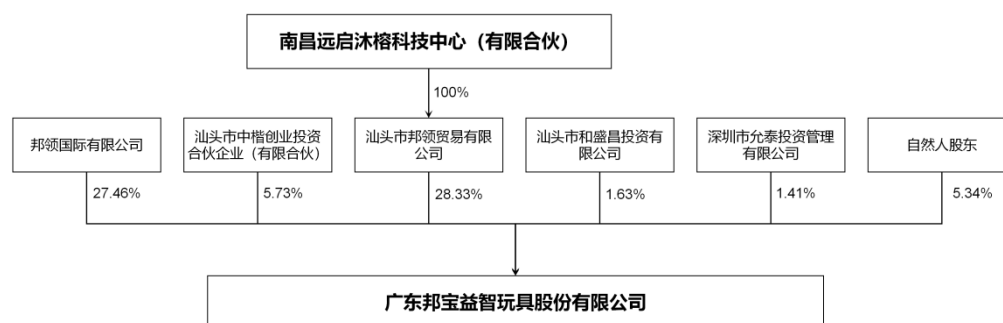 南昌远启沐榕科技中心（有限合伙）
100%
邦领国际有限公司
汕头市中楷创业投资
合伙企业（有限合伙）
汕头市邦领贸易有限
公司
汕头市和盛昌投资有
限公司
深圳市允泰投资管理
有限公司
自然人股东
27.46%
5.73%
28.33%
1.63%
1.41%
5.34%
广东邦宝益智玩具股份有限公司